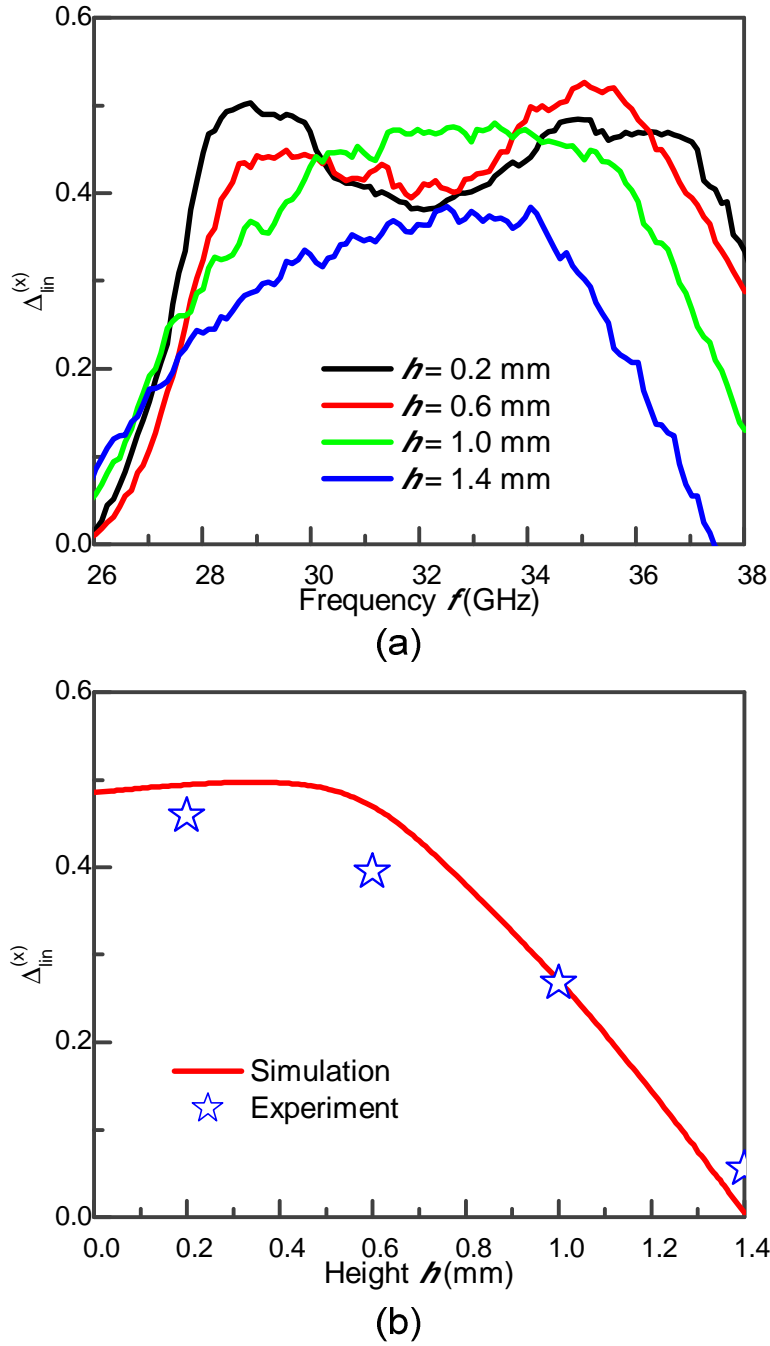 0.6
0.4
0.2
0.0
Δlin(x)
h = 0.2 mm
h = 0.6 mm
h = 1.0 mm
h = 1.4 mm
26 28 30 32 34 36 38
Frequency f (GHz)
(a)
0.6
0.4
0.2
0.0
Δlin(x)
Simulation
Experiment
0.0 0.2 0.4 0.6 0.8 1.0 1.2 1.4
Height h (mm)
(b)